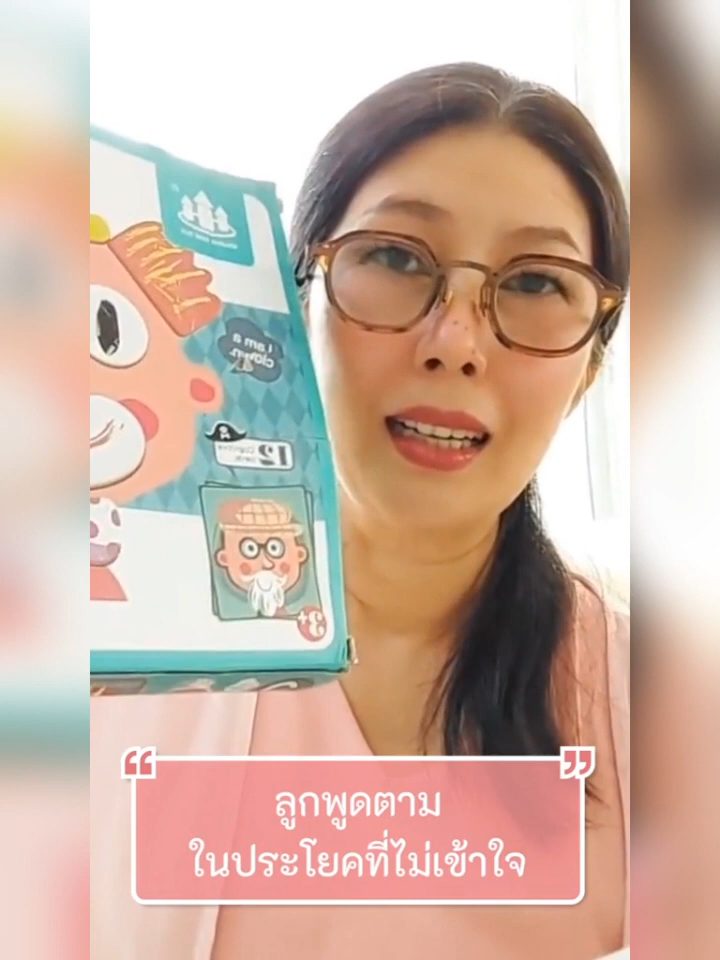 I am a
clown.
12
3+
“ ลูกพูดตาม
ในประโยคที่ไม่เข้าใจ ”